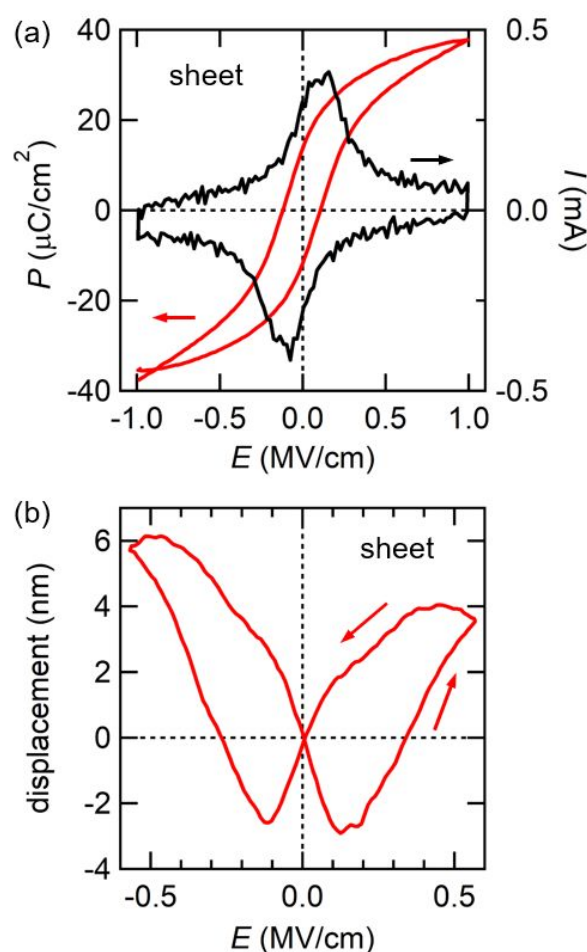 (a)
40
20
0
-20
-40
P (μC/cm²)
sheet
0.5
0.0
-0.5
I (mA)
-1.0 -0.5 0.0 0.5 1.0
E (MV/cm)
(b)
6
4
2
0
-2
-4
displacement (nm)
sheet
-0.5 0.0 0.5
E (MV/cm)